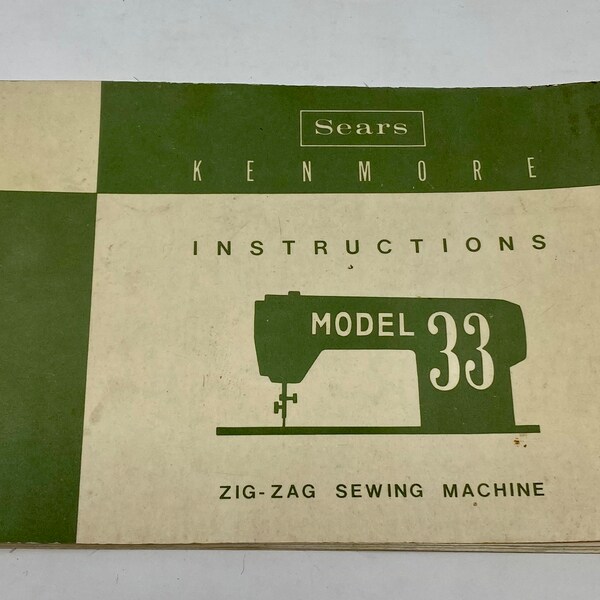 Sears
KENMORE
INSTRUCTIONS
MODEL 33
ZIG-ZAG SEWING MACHINE